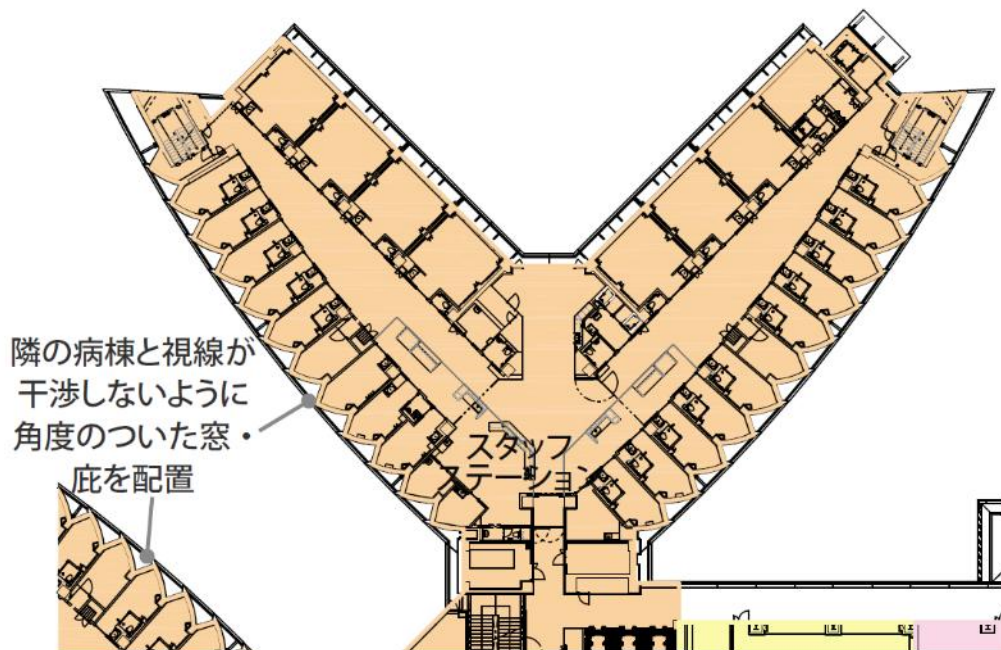 隣の病棟と視線が
干渉しないように
角度のついた窓・
庇を配置
スタッフ
ステーション